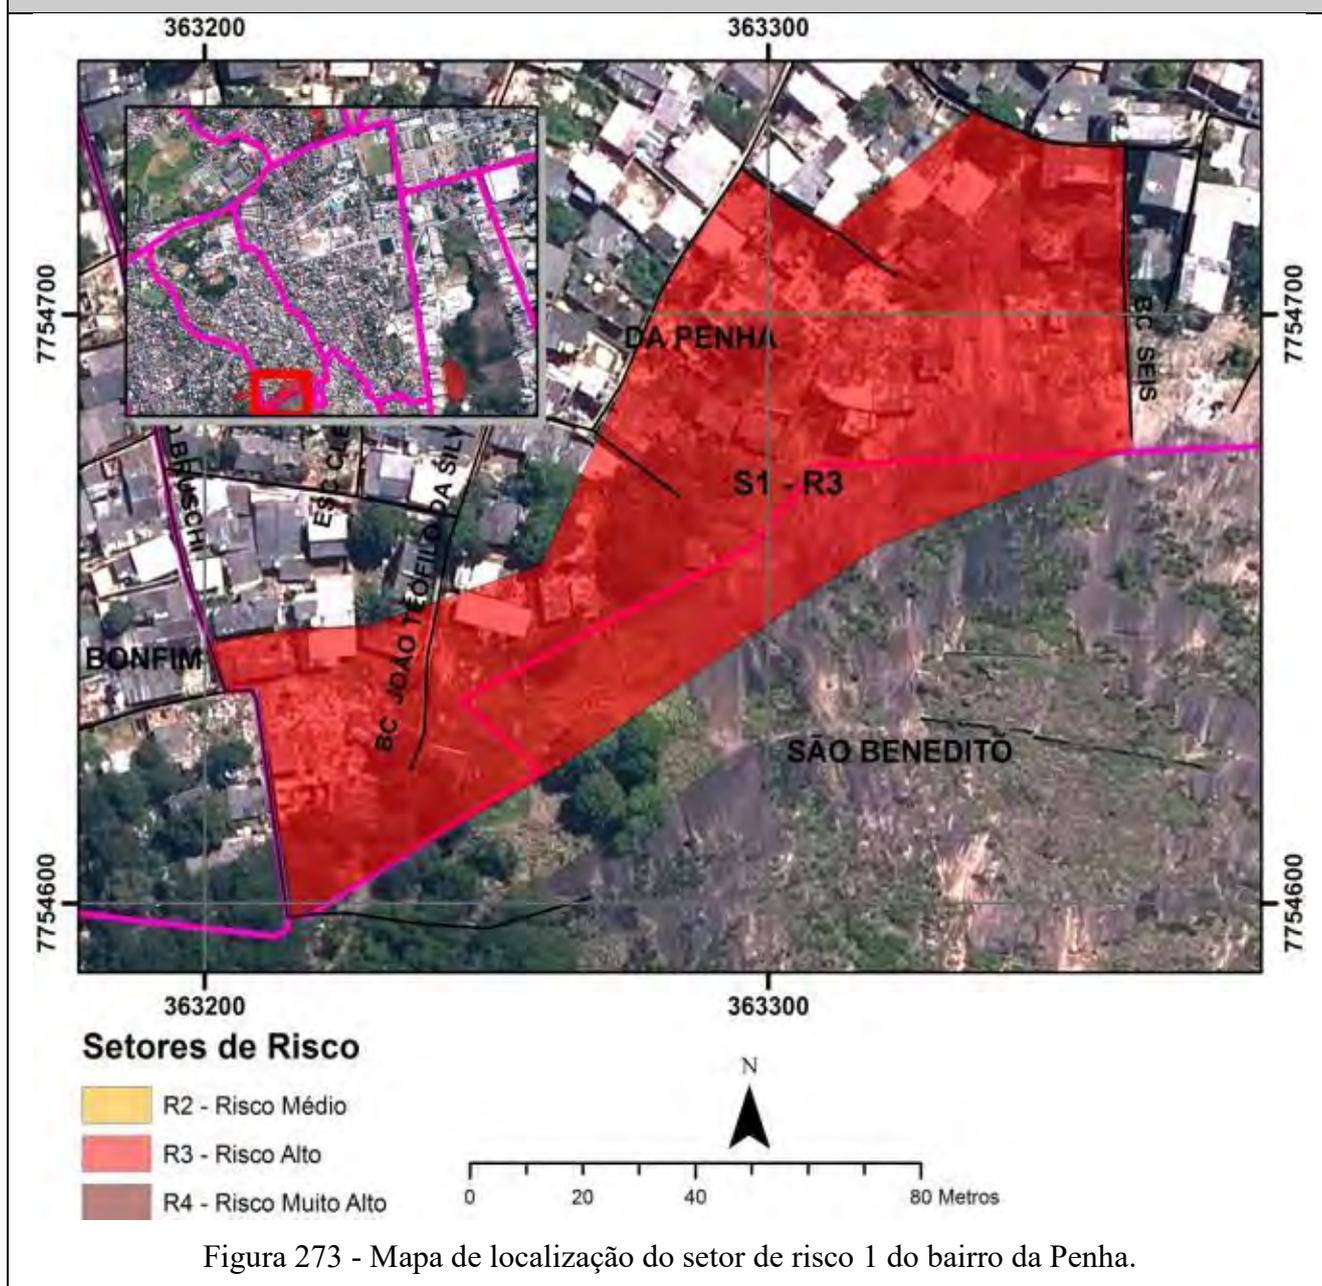 363200 363300
7754700
7754700
DA PENHA
BC SEIS
BRUSCHI
BC JOÃO TEÓFILO DA SILV
S1 - R3
BONFIM
SÃO BENEDITO
7754600
7754600
363200 363300
Setores de Risco
N
R2 - Risco Médio
R3 - Risco Alto
R4 - Risco Muito Alto
0 20 40 80 Metros
Figura 273 - Mapa de localização do setor de risco 1 do bairro da Penha.